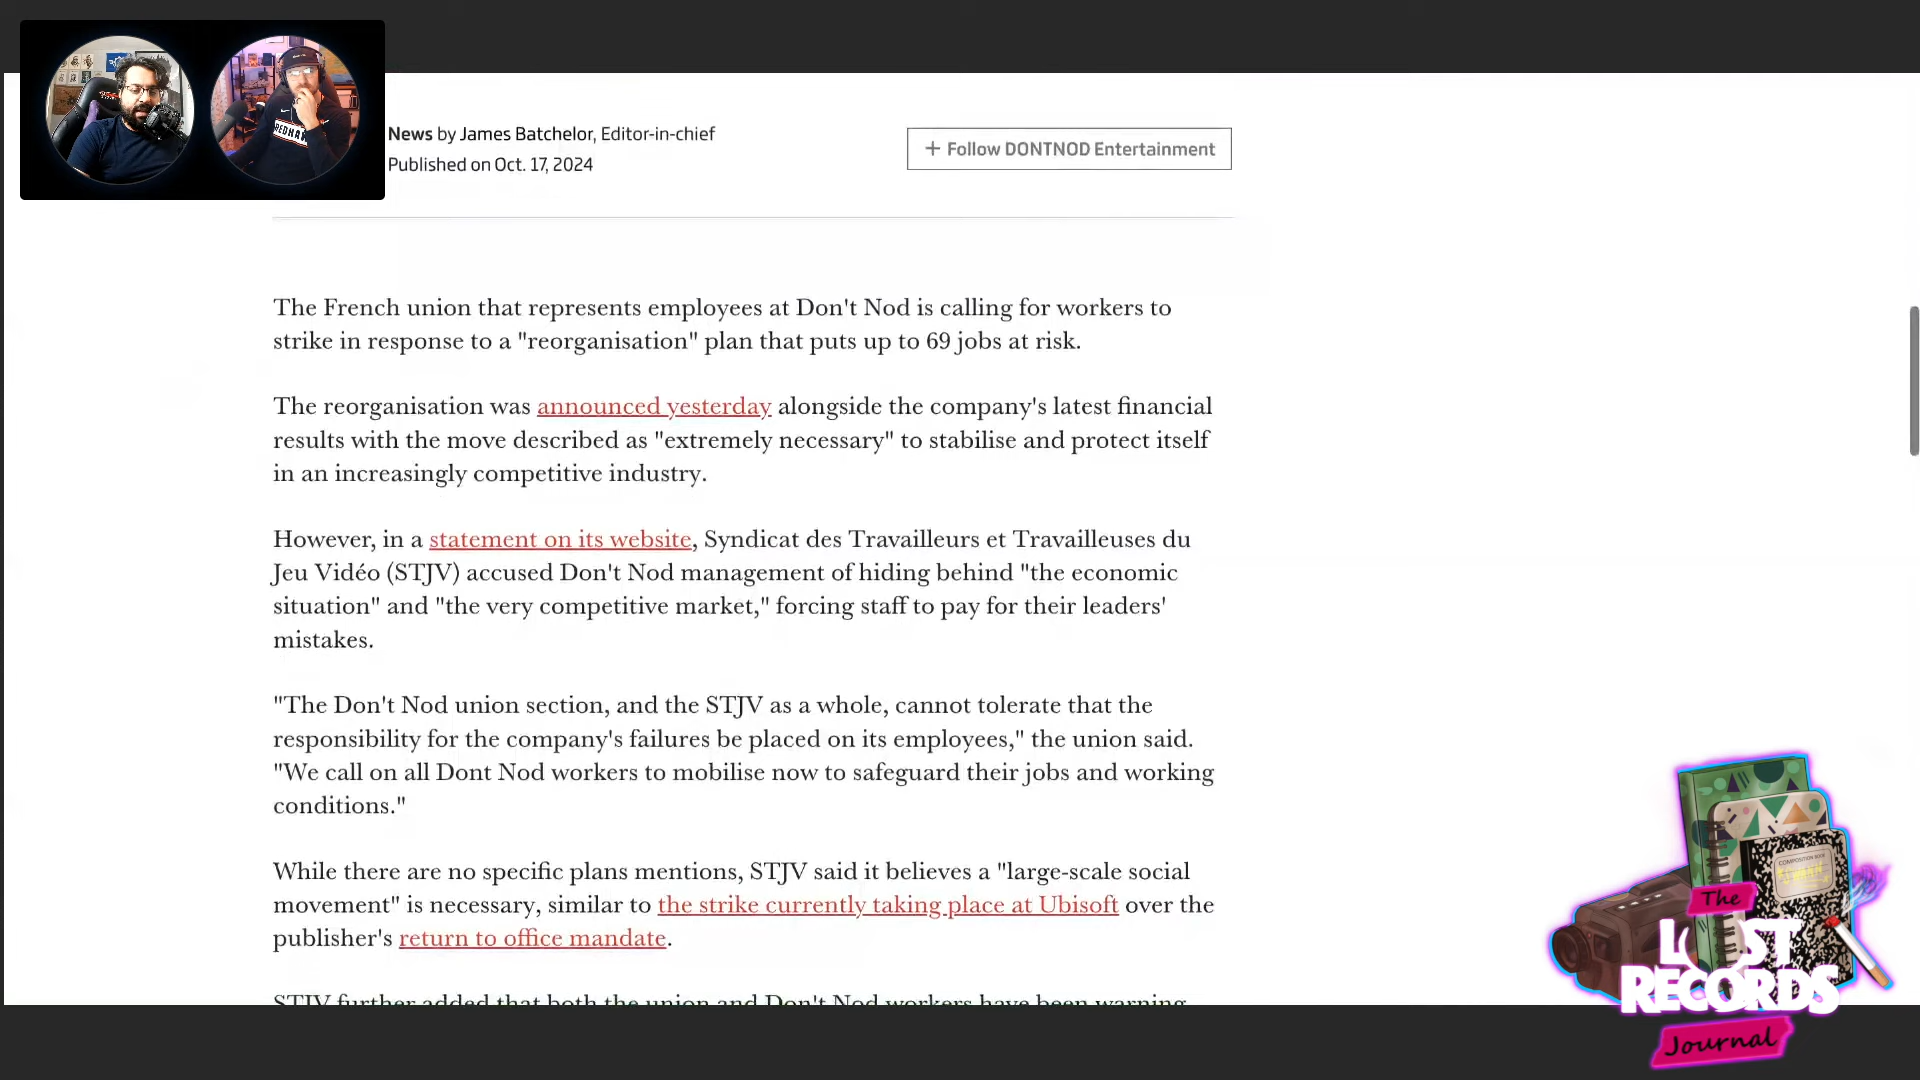 News by James Batchelor, Editor-in-chief
Published on Oct. 17, 2024
+ Follow DONTNOD Entertainment
The French union that represents employees at Don't Nod is calling for workers to
strike in response to a "reorganisation" plan that puts up to 69 jobs at risk.
The reorganisation was announced yesterday alongside the company's latest financial
results with the move described as "extremely necessary" to stabilise and protect itself
in an increasingly competitive industry.
However, in a statement on its website, Syndicat des Travailleurs et Travailleuses du
Jeu Vidéo (STJV) accused Don't Nod management of hiding behind "the economic
situation" and "the very competitive market," forcing staff to pay for their leaders'
mistakes.
"The Don't Nod union section, and the STJV as a whole, cannot tolerate that the
responsibility for the company's failures be placed on its employees," the union said.
"We call on all Dont Nod workers to mobilise now to safeguard their jobs and working
conditions."
While there are no specific plans mentions, STJV said it believes a "large-scale social
movement" is necessary, similar to the strike currently taking place at Ubisoft over the
publisher's return to office mandate.
STJV further added that both the union and Don't Nod workers have been warning
COMPOSITION BOOK
The
LOST
RECORDS
Journal